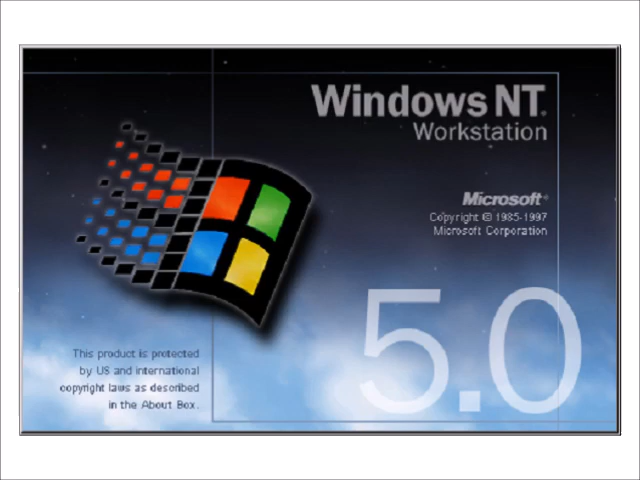 Windows NT
Workstation
Microsoft
Copyright © 1985-1997
Microsoft Corporation
5.0
This product is protected
by US and international
copyright laws as described
in the About Box.